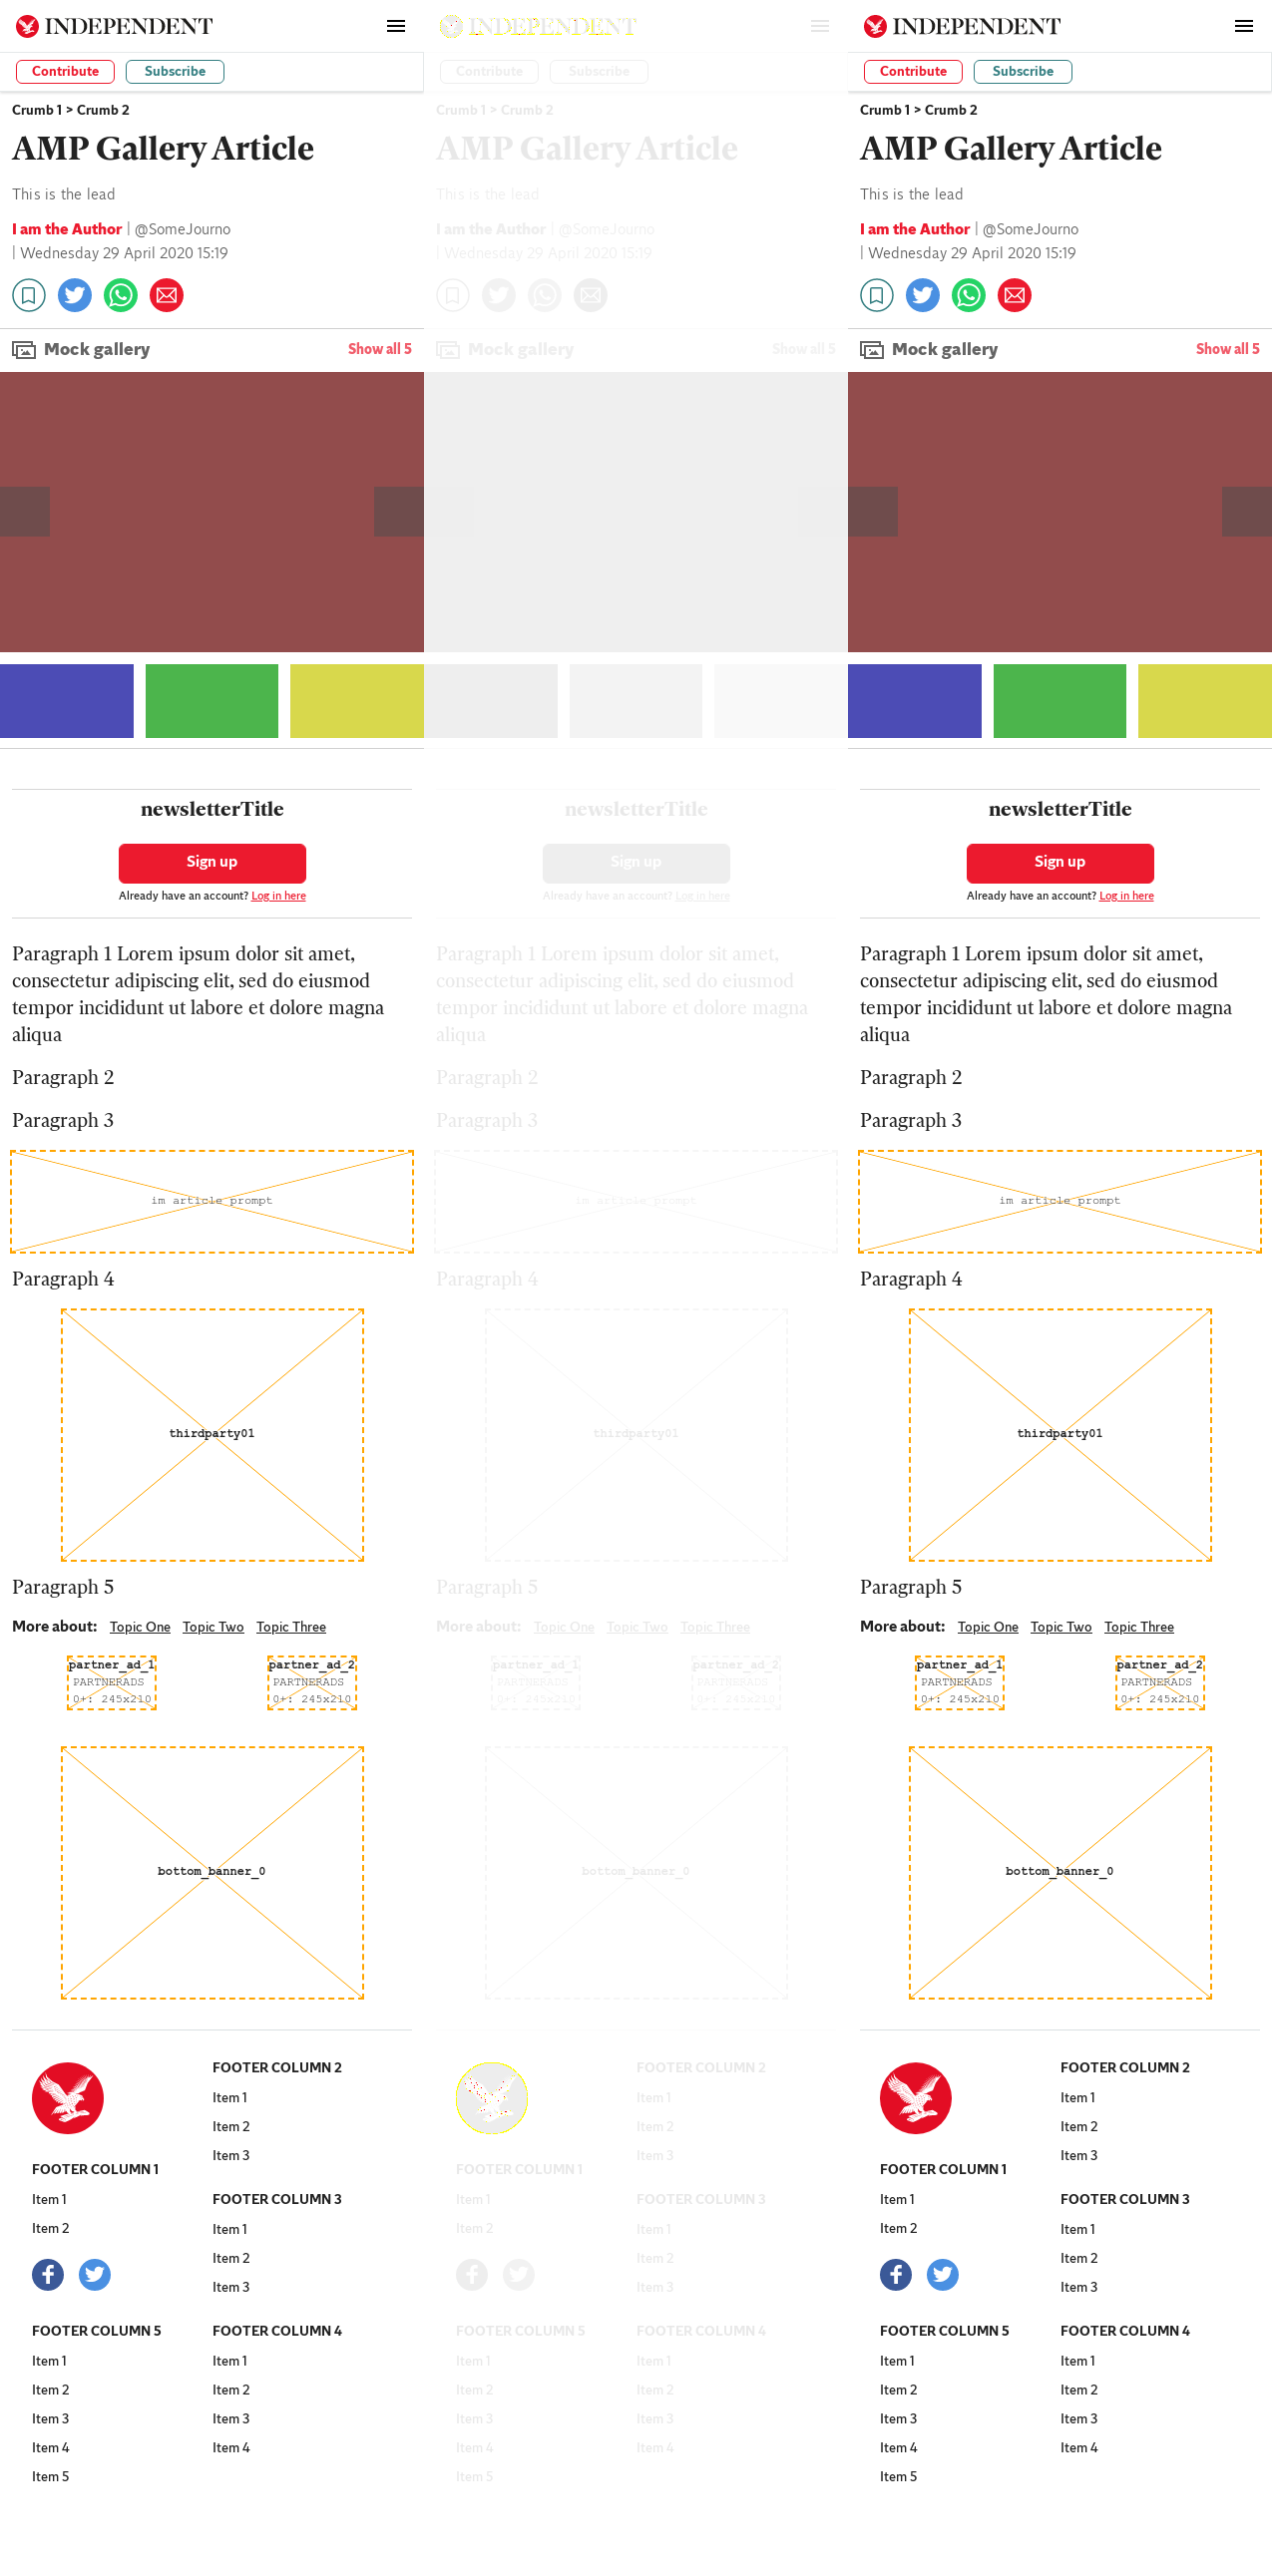 INDEPENDENT
Contribute
Subscribe
Crumb 1 > Crumb 2
AMP Gallery Article
This is the lead
I am the Author | @SomeJourno
| Wednesday 29 April 2020 15:19
Mock gallery
Show all 5
newsletterTitle
Sign up
Already have an account? Log in here
Paragraph 1 Lorem ipsum dolor sit amet,
consectetur adipiscing elit, sed do eiusmod
tempor incididunt ut labore et dolore magna
aliqua
Paragraph 2
Paragraph 3
im article prompt
Paragraph 4
thirdparty01
Paragraph 5
More about: Topic One Topic Two Topic Three
partner_ad_1
PARTNERADS
0+: 245x210
partner_ad_2
PARTNERADS
0+: 245x210
bottom_banner_0
FOOTER COLUMN 1
Item 1
Item 2
FOOTER COLUMN 2
Item 1
Item 2
Item 3
FOOTER COLUMN 3
Item 1
Item 2
Item 3
FOOTER COLUMN 5
Item 1
Item 2
Item 3
Item 4
Item 5
FOOTER COLUMN 4
Item 1
Item 2
Item 3
Item 4
INDEPENDENT
Contribute
Subscribe
Crumb 1 > Crumb 2
AMP Gallery Article
This is the lead
I am the Author | @SomeJourno
| Wednesday 29 April 2020 15:19
Mock gallery
Show all 5
newsletterTitle
Sign up
Already have an account? Log in here
Paragraph 1 Lorem ipsum dolor sit amet,
consectetur adipiscing elit, sed do eiusmod
tempor incididunt ut labore et dolore magna
aliqua
Paragraph 2
Paragraph 3
im article prompt
Paragraph 4
thirdparty01
Paragraph 5
More about: Topic One Topic Two Topic Three
partner_ad_1
PARTNERADS
0+: 245x210
partner_ad_2
PARTNERADS
0+: 245x210
bottom_banner_0
FOOTER COLUMN 1
Item 1
Item 2
FOOTER COLUMN 2
Item 1
Item 2
Item 3
FOOTER COLUMN 3
Item 1
Item 2
Item 3
FOOTER COLUMN 5
Item 1
Item 2
Item 3
Item 4
Item 5
FOOTER COLUMN 4
Item 1
Item 2
Item 3
Item 4
INDEPENDENT
Contribute
Subscribe
Crumb 1 > Crumb 2
AMP Gallery Article
This is the lead
I am the Author | @SomeJourno
| Wednesday 29 April 2020 15:19
Mock gallery
Show all 5
newsletterTitle
Sign up
Already have an account? Log in here
Paragraph 1 Lorem ipsum dolor sit amet,
consectetur adipiscing elit, sed do eiusmod
tempor incididunt ut labore et dolore magna
aliqua
Paragraph 2
Paragraph 3
im article prompt
Paragraph 4
thirdparty01
Paragraph 5
More about: Topic One Topic Two Topic Three
partner_ad_1
PARTNERADS
0+: 245x210
partner_ad_2
PARTNERADS
0+: 245x210
bottom_banner_0
FOOTER COLUMN 1
Item 1
Item 2
FOOTER COLUMN 2
Item 1
Item 2
Item 3
FOOTER COLUMN 3
Item 1
Item 2
Item 3
FOOTER COLUMN 5
Item 1
Item 2
Item 3
Item 4
Item 5
FOOTER COLUMN 4
Item 1
Item 2
Item 3
Item 4